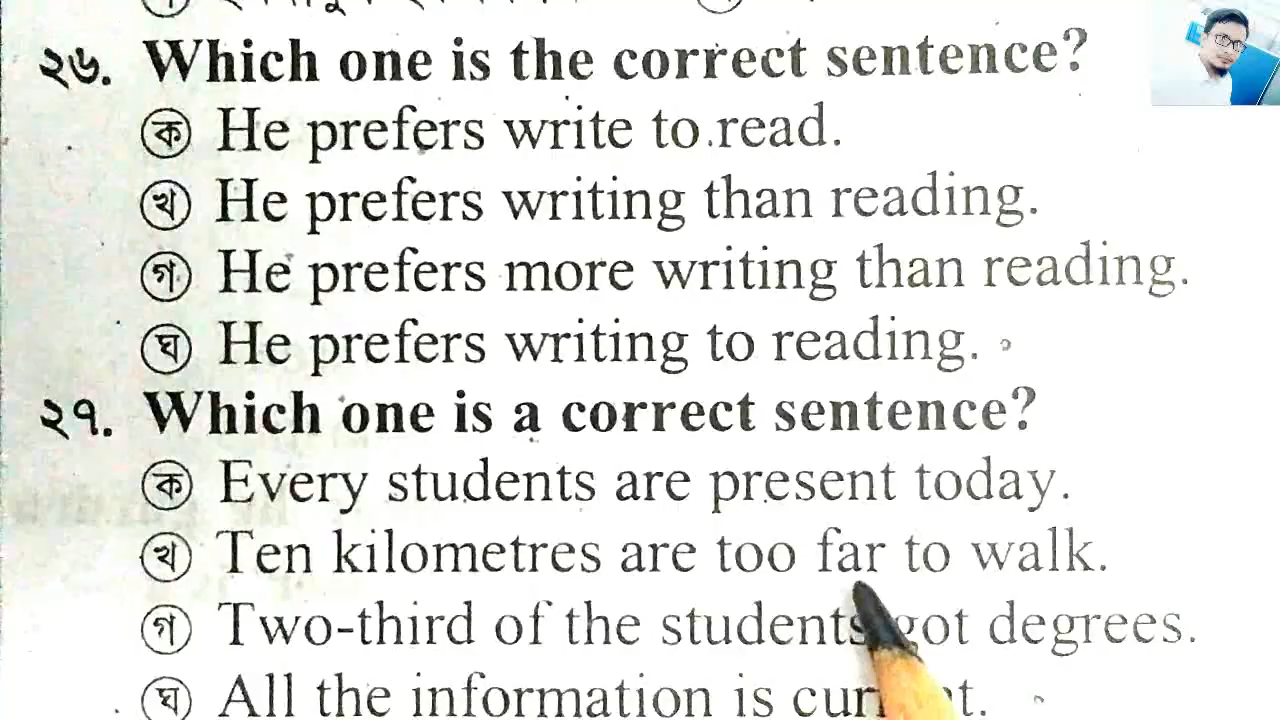 ২৬. Which one is the correct sentence?
ক He prefers write to read.
খ He prefers writing than reading.
গ He prefers more writing than reading.
ঘ He prefers writing to reading.
২৭. Which one is a correct sentence?
ক Every students are present today.
খ Ten kilometres are too far to walk.
গ Two-third of the students got degrees.
ঘ All the information is